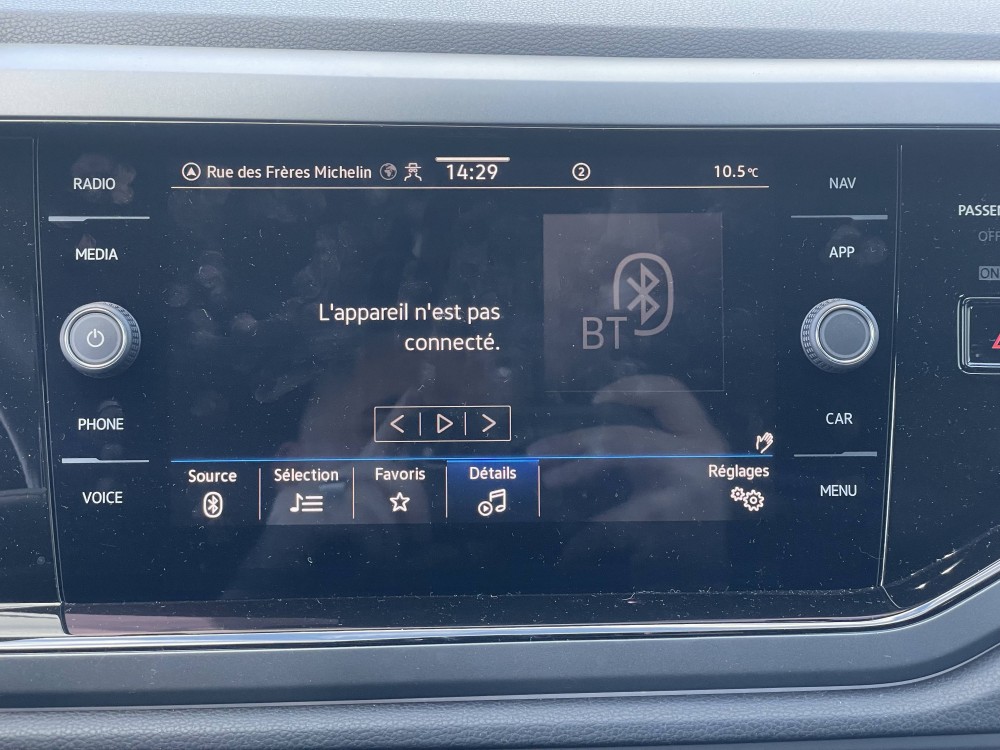 RADIO
MEDIA
PHONE
VOICE
Rue des Frères Michelin 14:29 2 10.5°C
L'appareil n'est pas
connecté.
BT
Source Sélection Favoris Détails Réglages
NAV
APP
CAR
MENU
PASSEN
OFF
ON